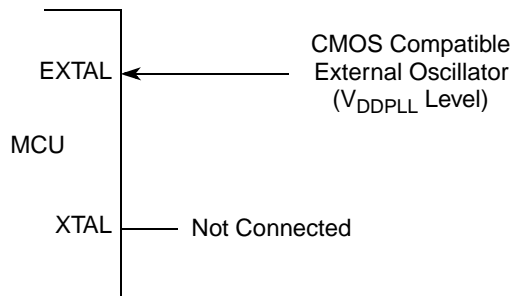 CMOS Compatible
EXTAL
External Oscillator
(VDDPLL Level)
MCU
XTAL
Not Connected